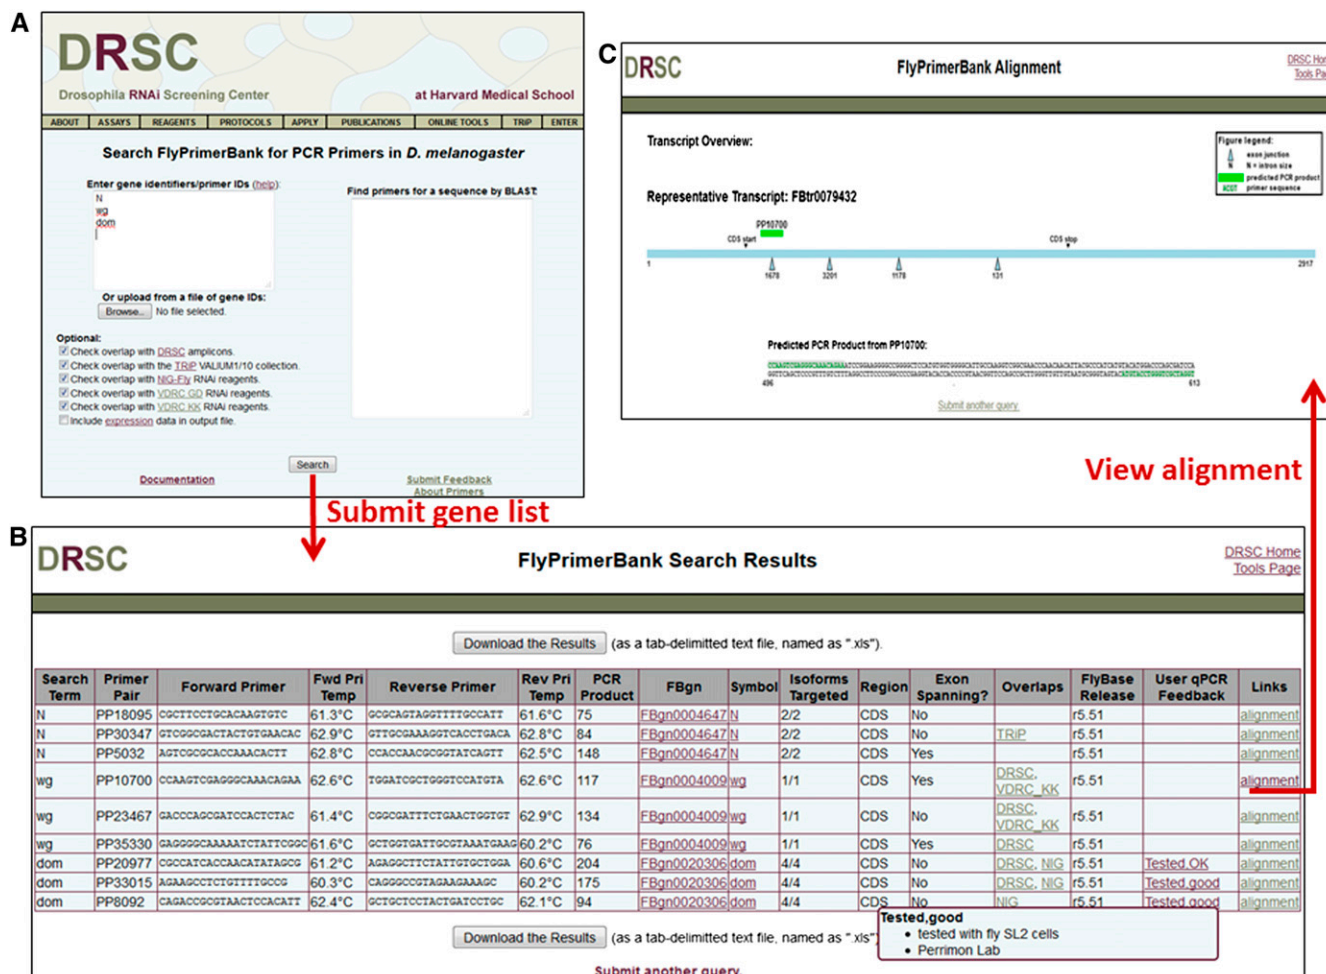 A
DRSC
Drosophila RNAi Screening Center
at Harvard Medical School
ABOUT ASSAYS REAGENTS PROTOCOLS APPLY PUBLICATIONS ONLINE TOOLS TRiP ENTER
Search FlyPrimerBank for PCR Primers in D. melanogaster
Enter gene identifiers/primer IDs (help):
N
wg
dom
Find primers for a sequence by BLAST:
Or upload from a file of gene IDs:
Browse.. No file selected.
Optional:
Check overlap with DRSC amplicons.
Check overlap with the TRiP VALIUM1/10 collection.
Check overlap with NIG-Fly RNAi reagents.
Check overlap with VDRC GD RNAi reagents.
Check overlap with VDRC KK RNAi reagents.
Include expression data in output file.
Search
Documentation
Submit Feedback
About Primers
Submit gene list
C
DRSC
FlyPrimerBank Alignment
DRSC Hom
Tools Pag
Transcript Overview:
Figure legend:
exon junction
N N = intron size
predicted PCR product
ACGT primer sequence
Representative Transcript: FBtr0079432
PP10700
CDS start
CDS stop
1
2917
1678 3201 1178 131
Predicted PCR Product from PP10700:
496 613
Submit another query.
View alignment
B
DRSC
FlyPrimerBank Search Results
DRSC Home
Tools Page
Download the Results (as a tab-delimitted text file, named as ".xls").
Search Term Primer Pair Forward Primer Fwd Pri Temp Reverse Primer Rev Pri Temp PCR Product FBgn Symbol Isoforms Targeted Region Exon Spanning? Overlaps FlyBase Release User qPCR Feedback Links
N PP18095 CGCTTCCTGCACAAGTGTC 61.3°C GCGCAGTAGGTTTTGCCATT 61.6°C 75 FBgn0004647 N 2/2 CDS No r5.51 alignment
N PP30347 GTCGGCGACTACTGTGAACAC 62.9°C GTTGCGAAAGGTCACCTGACA 62.8°C 84 FBgn0004647 N 2/2 CDS No TRiP r5.51 alignment
N PP5032 AGTCGCGCACCAAACACTT 62.8°C CCACCAACGCGGTATCAGTT 62.5°C 148 FBgn0004647 N 2/2 CDS Yes r5.51 alignment
wg PP10700 CCAAGTCGAGGGCAAACAGAA 62.6°C TGGATCGCTGGGTCCATGTA 62.6°C 117 FBgn0004009 wg 1/1 CDS Yes DRSC, VDRC_KK r5.51 alignment
wg PP23467 GACCCAGCGATCCACTCTAC 61.4°C CGGCGATTTCTGAACTGGTGT 62.9°C 134 FBgn0004009 wg 1/1 CDS No DRSC, VDRC_KK r5.51 alignment
wg PP35330 GAGGGGCAAAAATCTATTCGGC 61.6°C GCTGGTGATTGCGTAAATGAAG 60.2°C 76 FBgn0004009 wg 1/1 CDS Yes DRSC r5.51 alignment
dom PP20977 CGCCATCACCAACATATAGCG 61.2°C AGAGGCTTCTATTGTGCTGGA 60.6°C 204 FBgn0020306 dom 4/4 CDS No DRSC, NIG r5.51 Tested,OK alignment
dom PP33015 AGAAGCCTCTGTTTTGCCG 60.3°C CAGGGCCGTAGAAGAAAGC 60.2°C 175 FBgn0020306 dom 4/4 CDS No DRSC, NIG r5.51 Tested,good alignment
dom PP8092 CAGACCGCGTAACTCCACATT 62.4°C GCTGCTCCTACTGATCCTGC 62.1°C 94 FBgn0020306 dom 4/4 CDS No NIG r5.51 Tested,good alignment
Tested,good
• tested with fly SL2 cells
• Perrimon Lab
Download the Results (as a tab-delimitted text file, named as ".xls"
Submit another query.